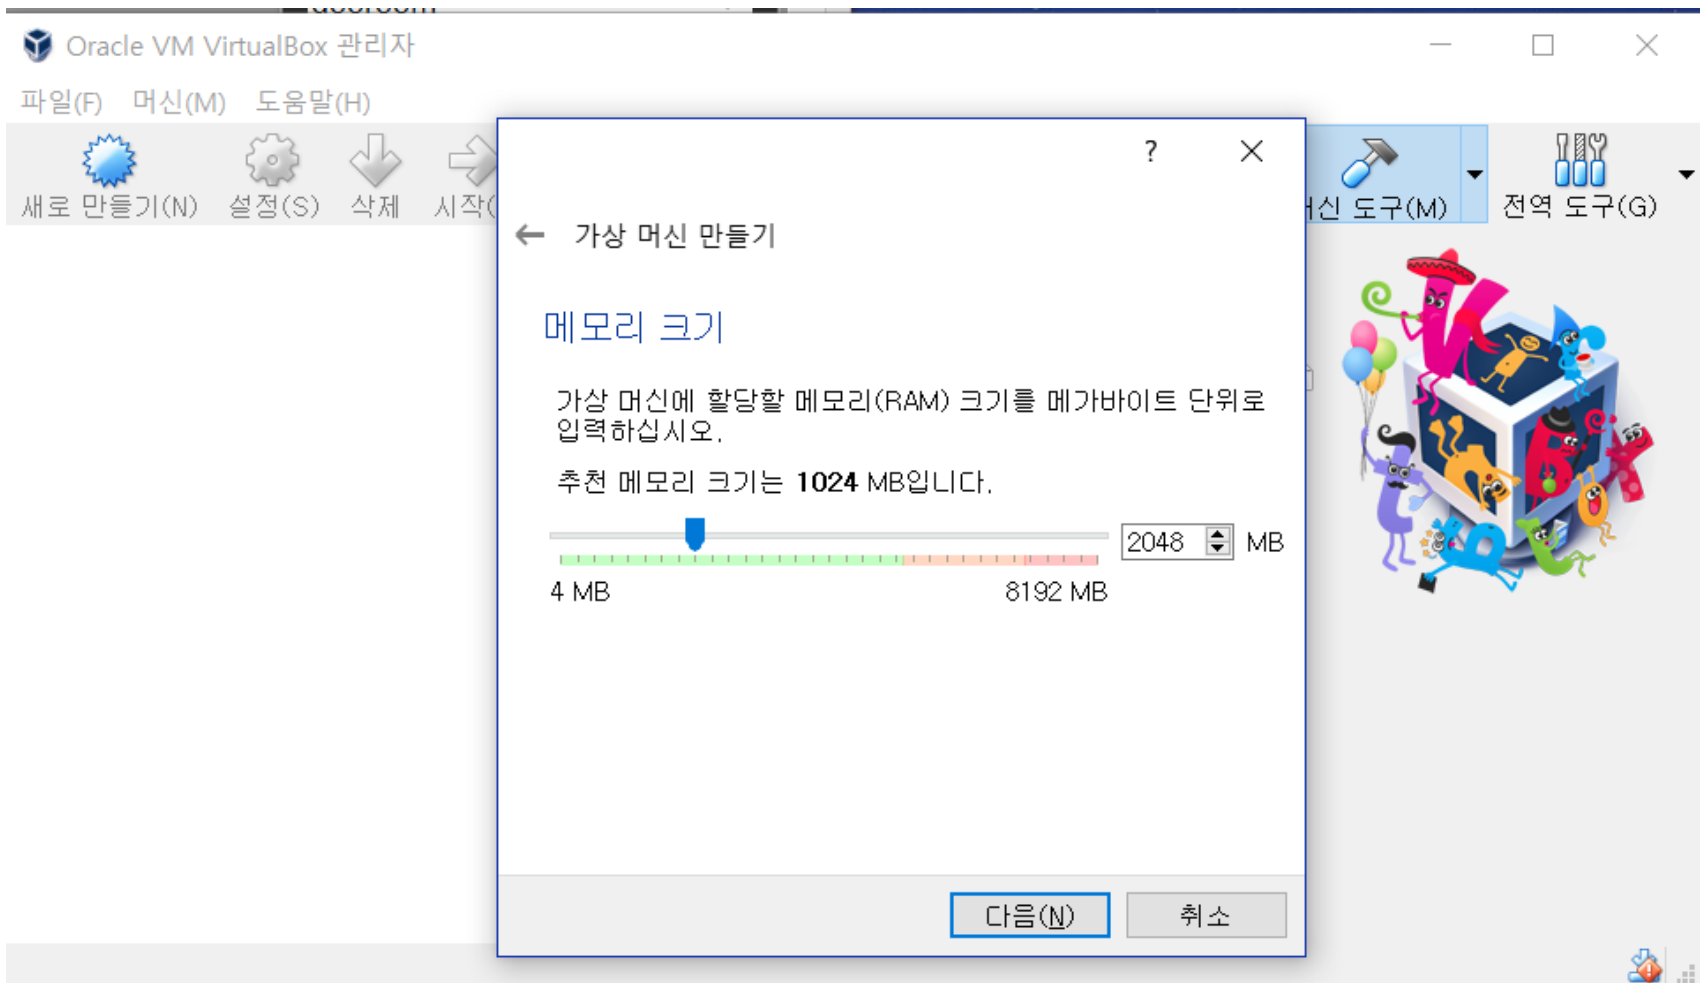 Oracle VM VirtualBox 관리자
파일(F) 머신(M) 도움말(H)
새로 만들기(N) 설정(S) 삭제 시작( 신 도구(M) 전역 도구(G)
?
가상 머신 만들기
메모리 크기
가상 머신에 할당할 메모리(RAM) 크기를 메가바이트 단위로
입력하십시오.
추천 메모리 크기는 1024 MB입니다.
2048 MB
4 MB 8192 MB
다음(N) 취소